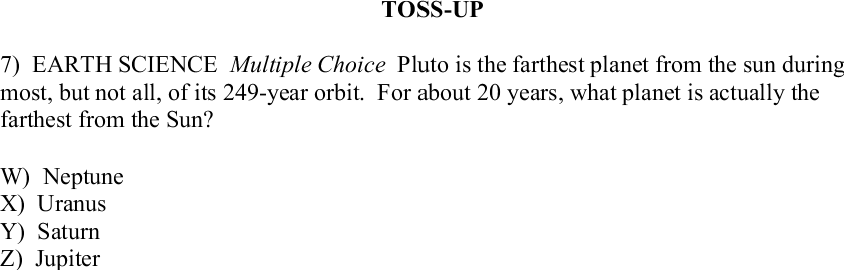 TOSS-UP
7) EARTH SCIENCE Multiple Choice Pluto is the farthest planet from the sun during
most, but not all, of its 249-year orbit. For about 20 years, what planet is actually the
farthest from the Sun?
W) Neptune
X) Uranus
Y) Saturn
Z) Jupiter